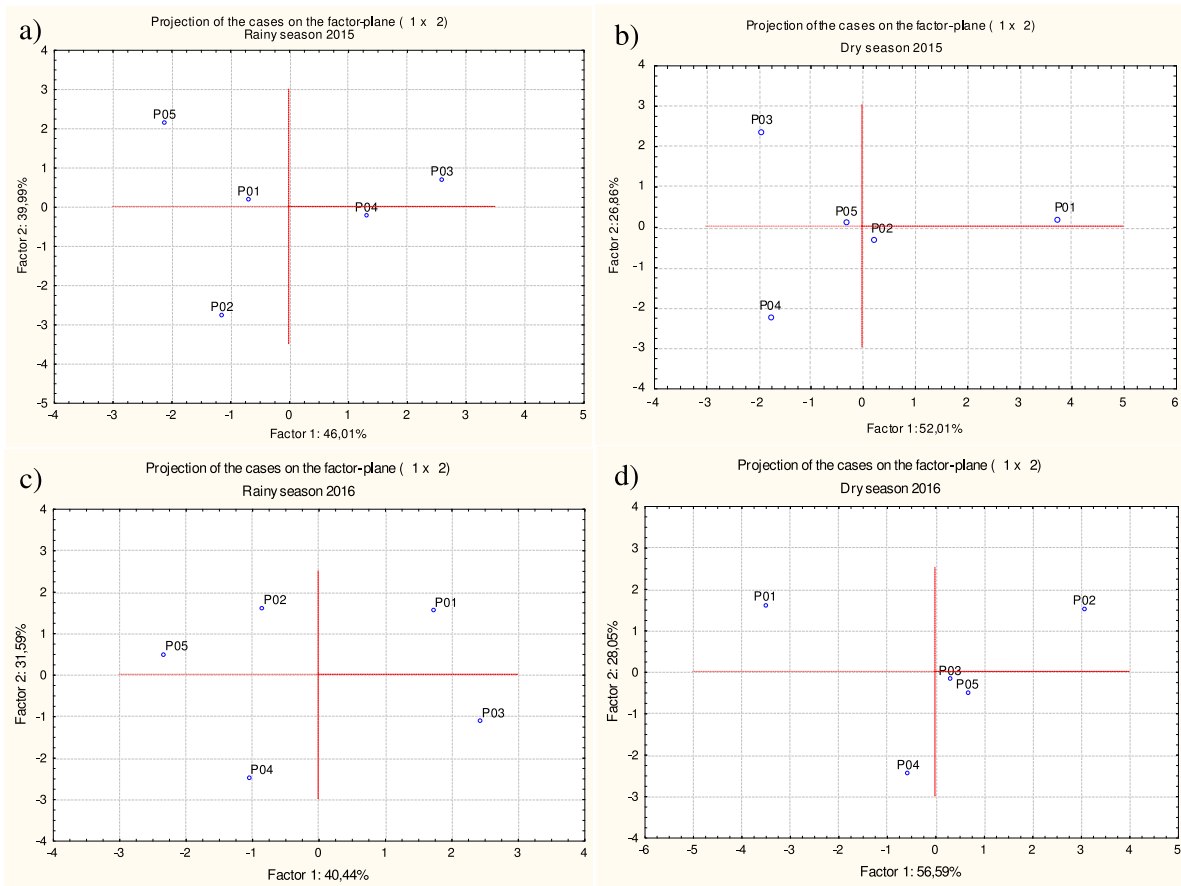 a)
Projection of the cases on the factor-plane ( 1 x 2)
Rainy season 2015
4
3
2
1
0
-1
-2
-3
-4
-5
Factor 2: 39,99%
P05
P03
P01
P04
P02
-4 -3 -2 -1 0 1 2 3 4 5
Factor 1: 46,01%
b)
Projection of the cases on the factor-plane ( 1 x 2)
Dry season 2015
4
3
2
1
0
-1
-2
-3
-4
Factor 2:26,86%
P03
P05
P01
P02
P04
-4 -3 -2 -1 0 1 2 3 4 5 6
Factor 1:52,01%
c)
Projection of the cases on the factor-plane ( 1 x 2)
Rainy season 2016
4
3
2
1
0
-1
-2
-3
-4
Factor 2: 31,59%
P02
P01
P05
P03
P04
-4 -3 -2 -1 0 1 2 3 4
Factor 1: 40,44%
d)
Projection of the cases on the factor-plane ( 1 x 2)
Dry season 2016
4
3
2
1
0
-1
-2
-3
-4
Factor 2: 28,05%
P01
P02
P03
P05
P04
-6 -5 -4 -3 -2 -1 0 1 2 3 4 5
Factor 1: 56,59%